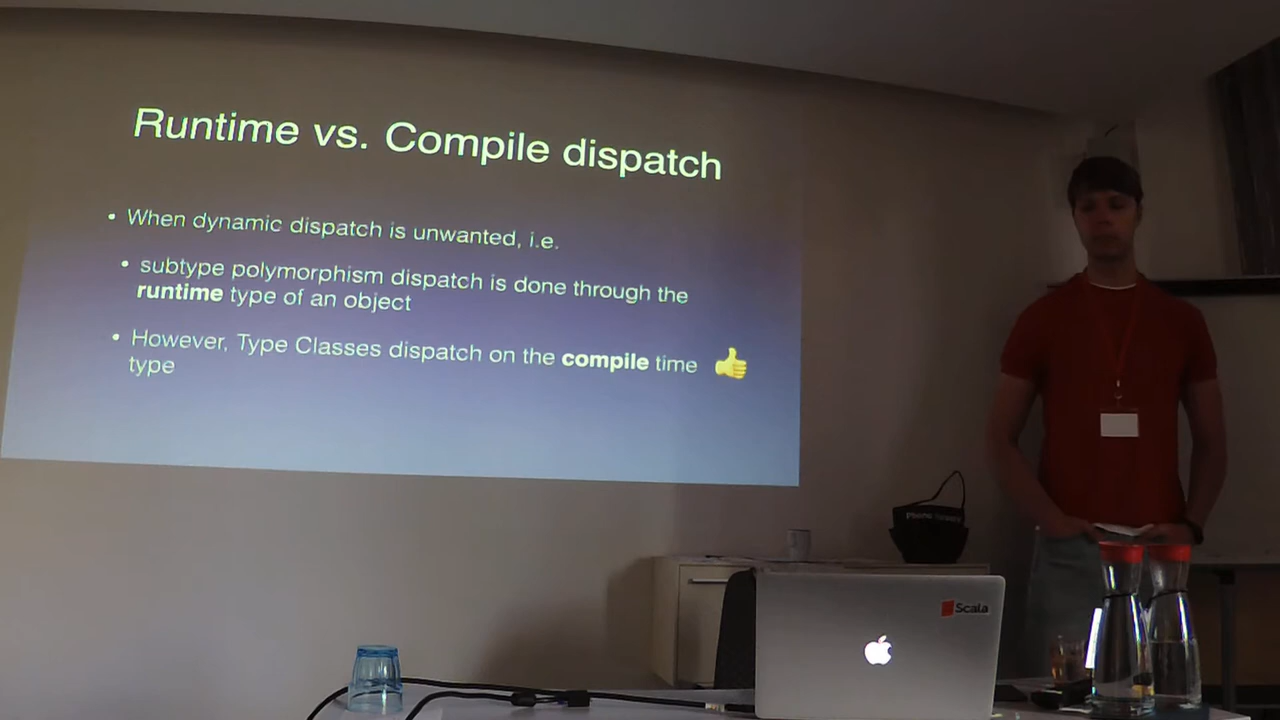 Runtime vs. Compile dispatch
• When dynamic dispatch is unwanted, i.e.
• subtype polymorphism dispatch is done through the
runtime type of an object
• However, Type Classes dispatch on the compile time
type
Scala